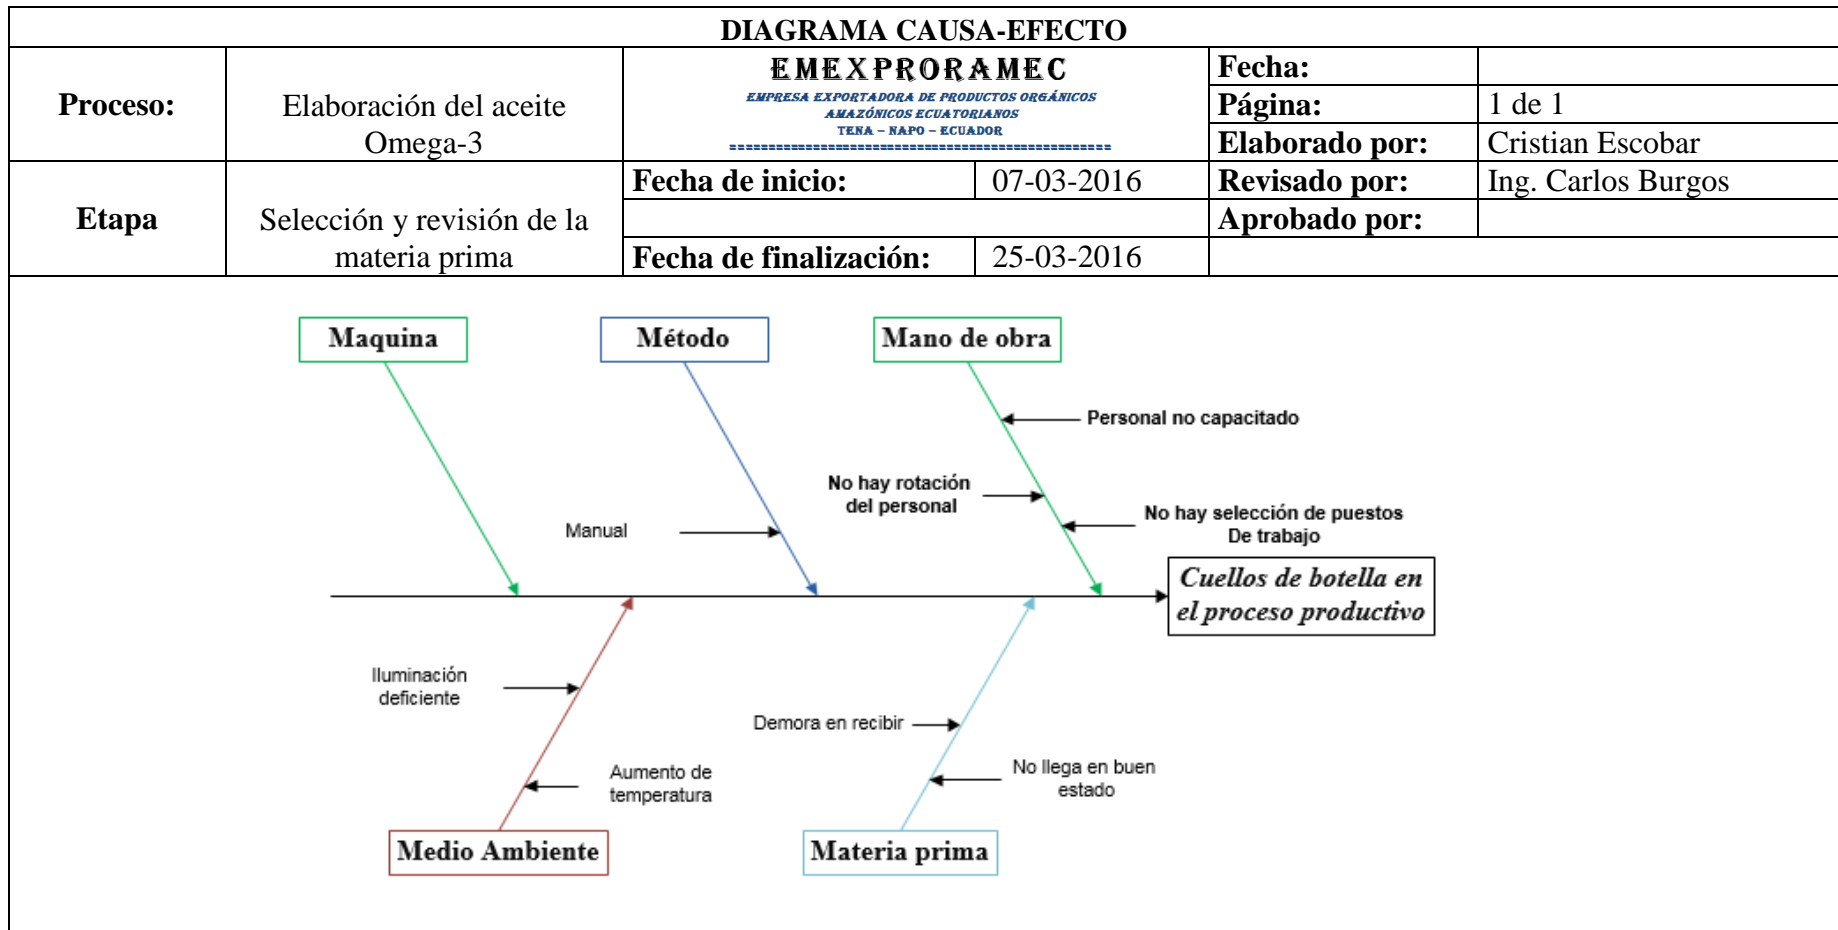 DIAGRAMA CAUSA-EFECTO
Proceso:
Elaboración del aceite
Omega-3
EMEXPRORAMEC
EMPRESA EXPORTADORA DE PRODUCTOS ORGÁNICOS
AMAZÓNICOS ECUATORIANOS
TENA – NAPO – ECUADOR
Fecha:
Página:
1 de 1
Elaborado por:
Cristian Escobar
Etapa
Selección y revisión de la
materia prima
Fecha de inicio:
07-03-2016
Revisado por:
Ing. Carlos Burgos
Aprobado por:
Fecha de finalización:
25-03-2016
Maquina
Método
Mano de obra
Personal no capacitado
No hay rotación
del personal
No hay selección de puestos
De trabajo
Manual
Cuellos de botella en
el proceso productivo
Iluminación
deficiente
Demora en recibir
Aumento de
temperatura
No llega en buen
estado
Medio Ambiente
Materia prima